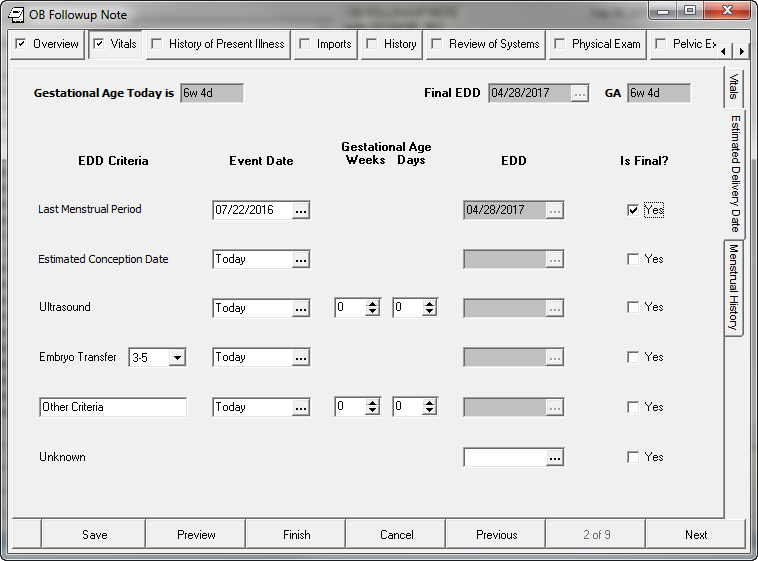 OB Followup Note
Overview Vitals History of Present Illness Imports History Review of Systems Physical Exam Pelvic Ex
Gestational Age Today is 6w 4d Final EDD 04/28/2017 ... GA 6w 4d
Vitals
Estimated Delivery Date
Menstrual History
Gestational Age
EDD Criteria Event Date Weeks Days EDD Is Final?
Last Menstrual Period 07/22/2016 ... 04/28/2017 ... Yes
Estimated Conception Date Today ... ... Yes
Ultrasound Today ... 0 0 ... Yes
Embryo Transfer 3-5 Today ... ... Yes
Other Criteria Today ... 0 0 ... Yes
Unknown ... Yes
Save Preview Finish Cancel Previous 2 of 9 Next